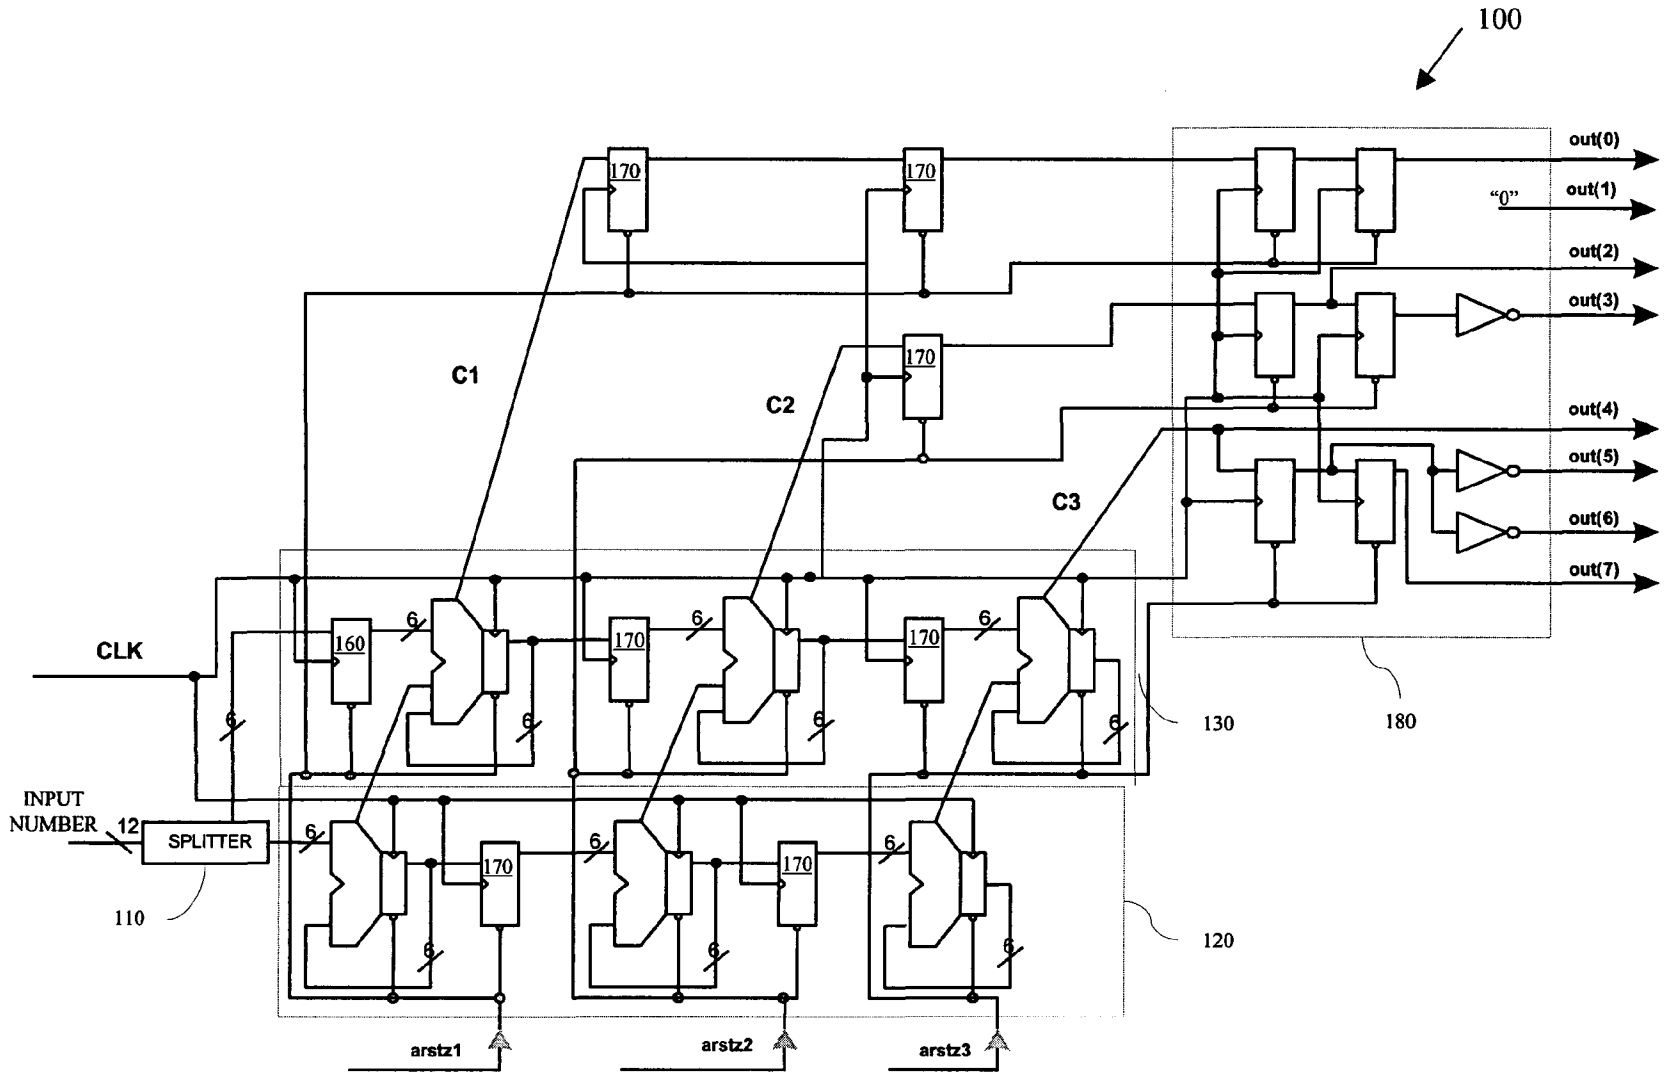 100
out(0)
170
170
"0"
out(1)
out(2)
out(3)
170
C1
C2
out(4)
out(5)
C3
out(6)
out(7)
6
6
6
160
170
170
CLK
6
6
6
6
130
180
INPUT
NUMBER
12
SPLITTER
6
6
6
170
170
110
6
6
6
120
arstz1
arstz2
arstz3